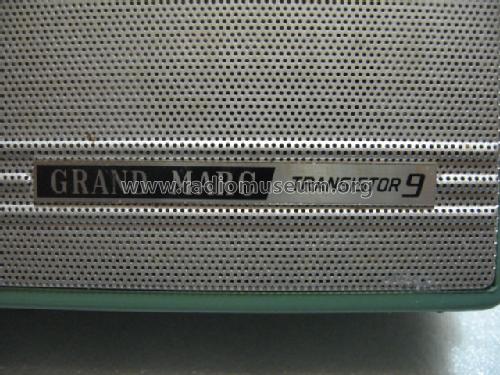 GRAND MARC TRANSISTOR 9
www.radiomuseum.org